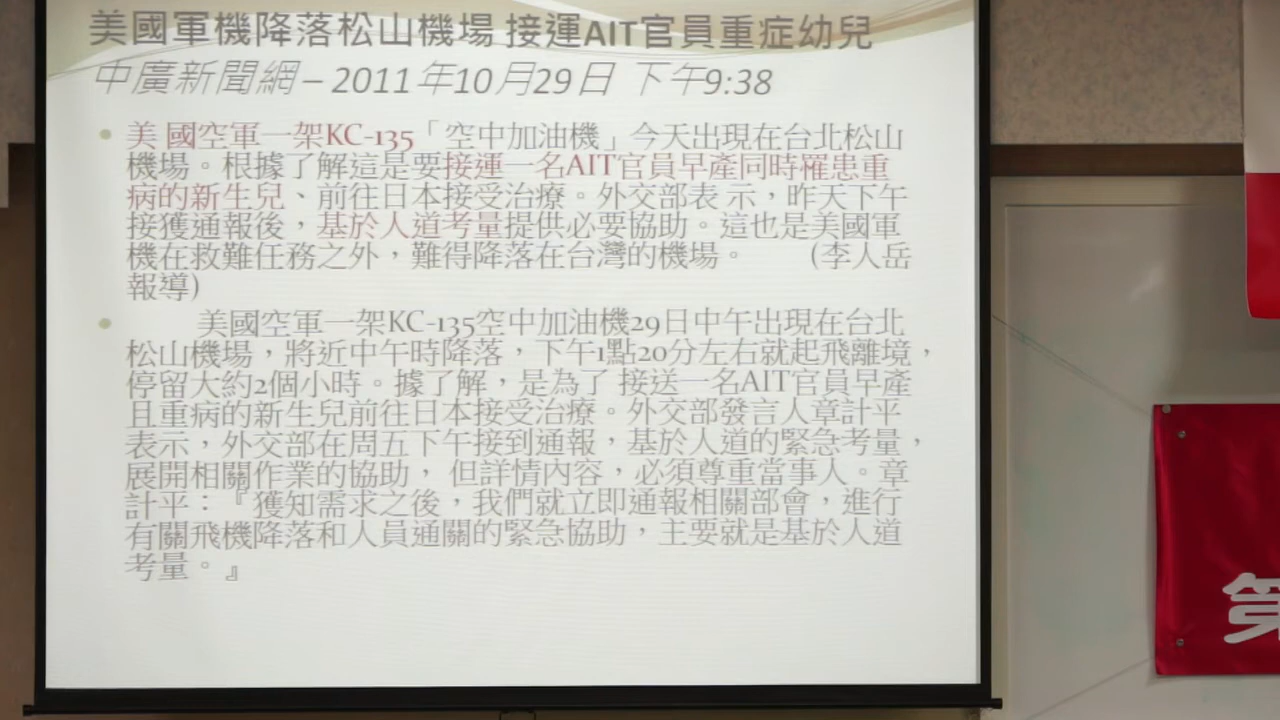 美國軍機降落松山機場 接運AIT官員重症幼兒
中廣新聞網 – 2011年10月29日 下午9:38
• 美 國空軍一架KC-135「空中加油機」今天出現在台北松山
機場。根據了解這是要接運一名AIT官員早產同時罹患重
病的新生兒、前往日本接受治療。外交部表 示，昨天下午
接獲通報後，基於人道考量提供必要協助。這也是美國軍
機在救難任務之外，難得降落在台灣的機場。 (李人岳
報導)
• 美國空軍一架KC-135空中加油機29日中午出現在台北
松山機場，將近中午時降落，下午1點20分左右就起飛離境，
停留大約2個小時。據了解，是為了 接送一名AIT官員早產
且重病的新生兒前往日本接受治療。外交部發言人章計平
表示，外交部在周五下午接到通報，基於人道的緊急考量，
展開相關作業的協助， 但詳情內容，必須尊重當事人。章
計平：『獲知需求之後，我們就立即通報相關部會，進行
有關飛機降落和人員通關的緊急協助，主要就是基於人道
考量。』
第